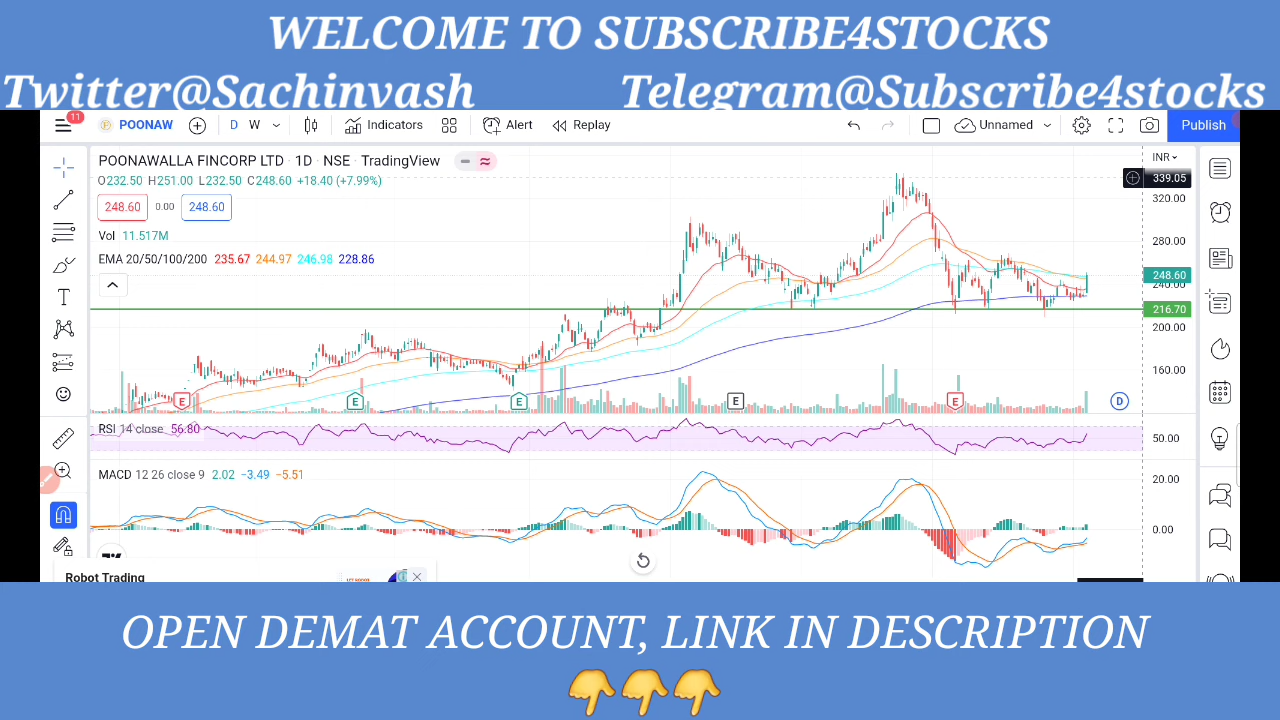 WELCOME TO SUBSCRIBE4STOCKS
Twitter@Sachinvash Telegram@Subscribe4stocks
11
POONAW D W Indicators Alert Replay Unnamed Publish
POONAWALLA FINCORP LTD · 1D · NSE · TradingView
INR
O232.50 H251.00 L232.50 C248.60 +18.40 (+7.99%)
339.05
320.00
248.60 0.00 248.60
Vol 11.517M
280.00
EMA 20/50/100/200 235.67 244.97 246.98 228.86
248.60
240.00
216.70
200.00
160.00
E E E E E D
RSI 14 close 56.80
50.00
MACD 12 26 close 9 2.02 −3.49 −5.51
20.00
0.00
Robot Trading
OPEN DEMAT ACCOUNT, LINK IN DESCRIPTION